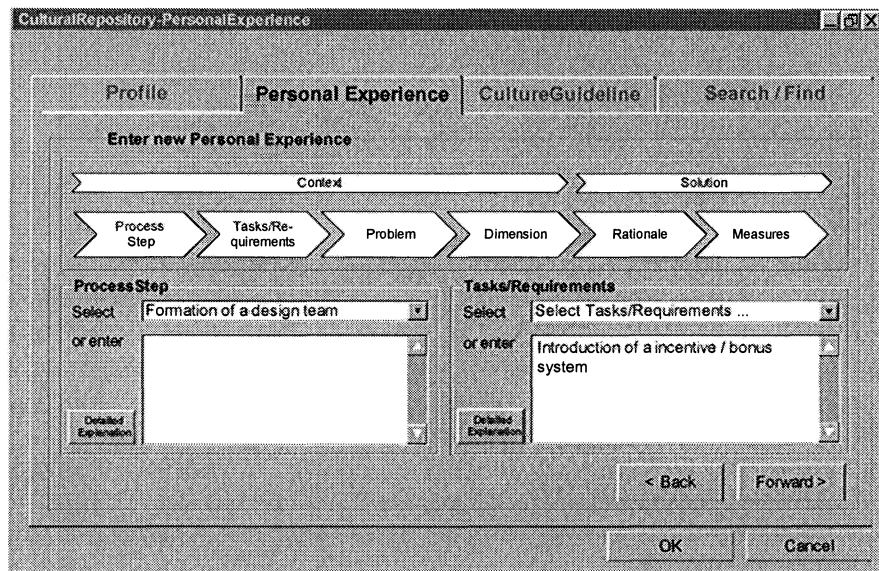 CulturalRepository-PersonalExperience
Profile
Personal Experience
CultureGuideline
Search / Find
Enter new Personal Experience
Context
Solution
Process
Step
Tasks/Re-
quirements
Problem
Dimension
Rationale
Measures
ProcessStep
Select
Formation of a design team
or enter
Detailed
Explanation
Tasks/Requirements
Select
Select Tasks/Requirements ...
or enter
Introduction of a incentive / bonus
system
Detailed
Explanation
< Back
Forward >
OK
Cancel